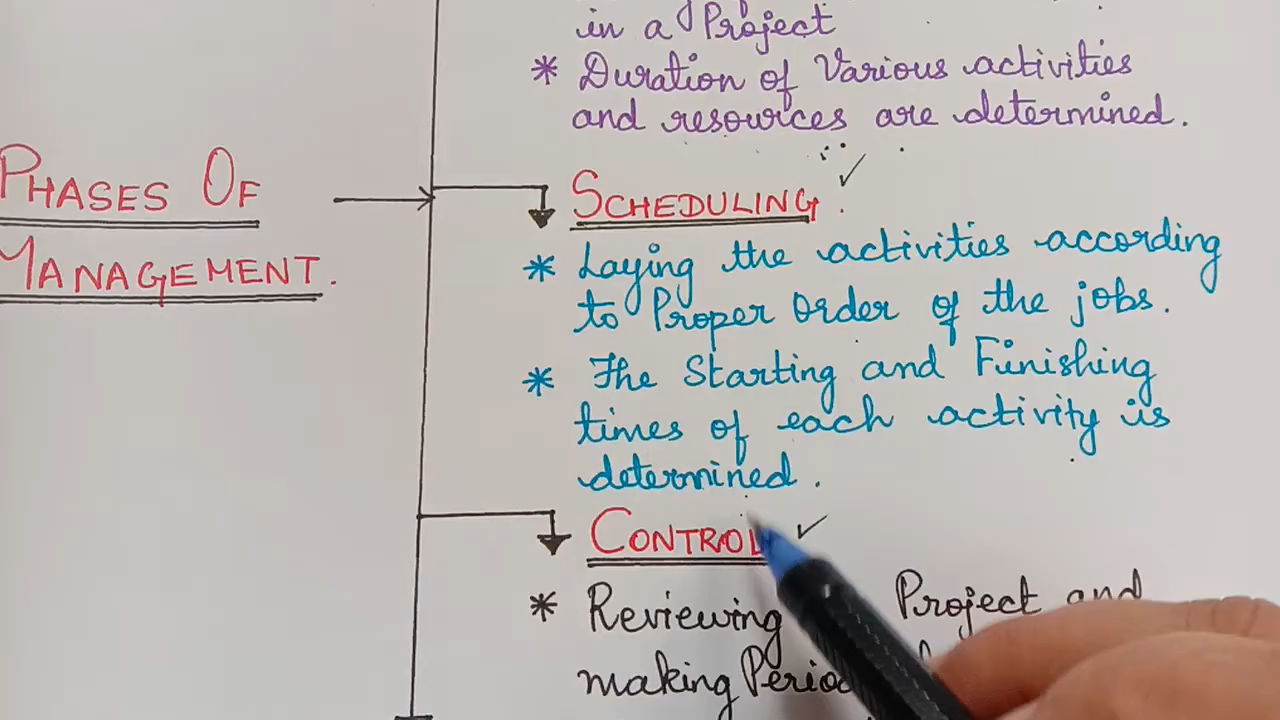 in a Project
* Duration of Various activities
and resources are determined.
PHASES OF
MANAGEMENT.
SCHEDULING
* Laying the activities according
to Proper Order of the jobs.
* The Starting and Finishing
times of each activity is
determined.
CONTROL
* Reviewing Project and
making